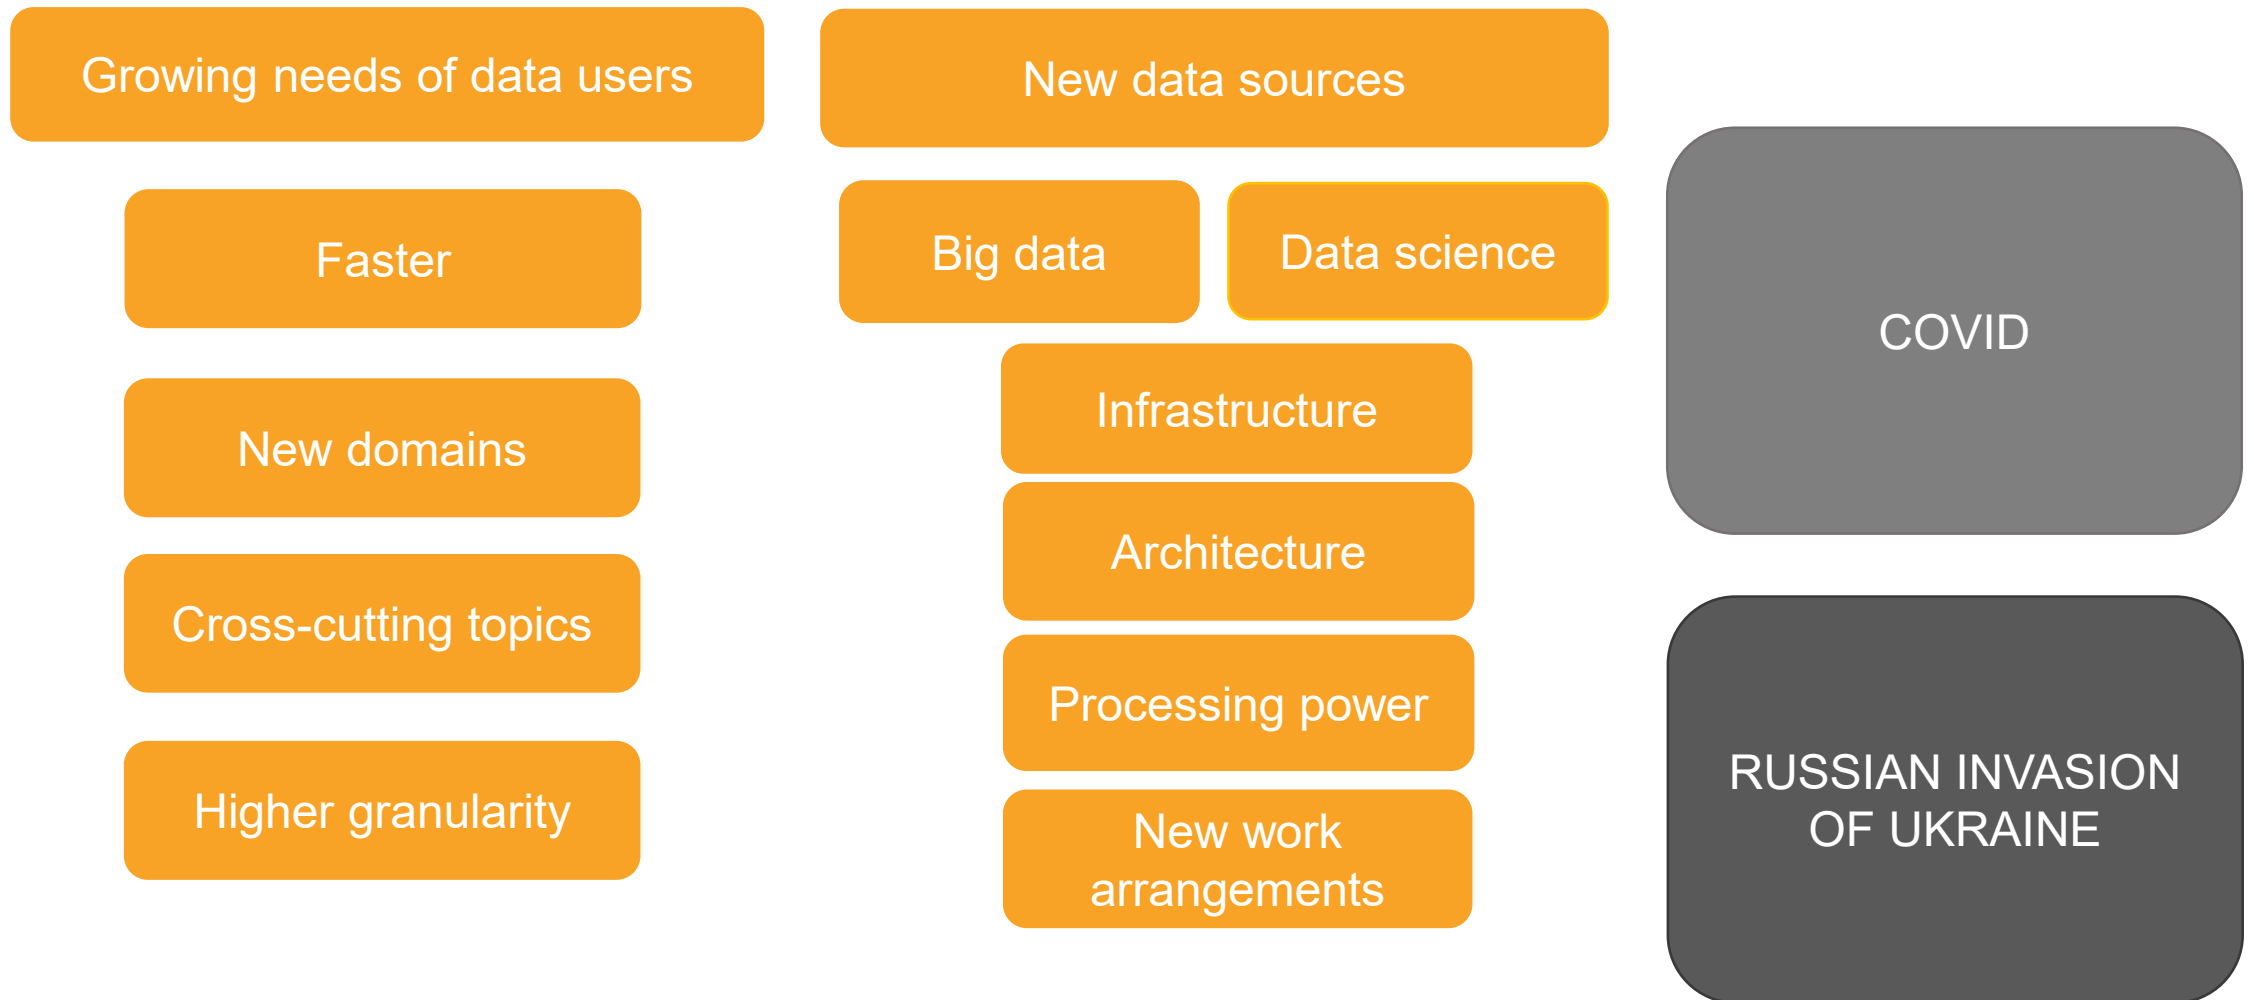 Growing needs of data users
Faster
New domains
Cross-cutting topics
Higher granularity
New data sources
Big data
Data science
Infrastructure
Architecture
Processing power
New work
arrangements
COVID
RUSSIAN INVASION
OF UKRAINE